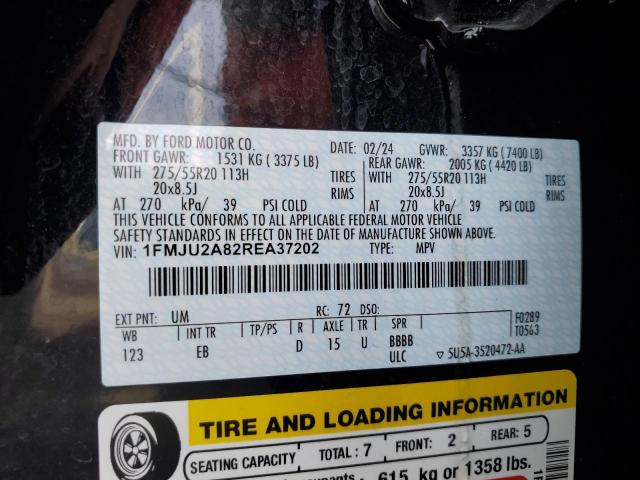 MFD. BY FORD MOTOR CO.
DATE: 02/24 GVWR: 3357 KG ( 7400 LB)
FRONT GAWR: 1531 KG ( 3375 LB) REAR GAWR: 2005 KG ( 4420 LB)
WITH 275/55R20 113H TIRES WITH 275/55R20 113H TIRES
20x8.5J RIMS 20x8.5J RIMS
AT 270 kPa/ 39 PSI COLD AT 270 kPa/ 39 PSI COLD
THIS VEHICLE CONFORMS TO ALL APPLICABLE FEDERAL MOTOR VEHICLE
SAFETY STANDARDS IN EFFECT ON THE DATE OF MANUFACTURE SHOWN ABOVE.
VIN: 1FMJU2A82REA37202 TYPE: MPV
EXT PNT: UM RC: 72 DSO: F0289
WB INT TR TP/PS R AXLE TR SPR T0563
123 EB D 15 U BBBB
ULC ▽ 5U5A-3520472-AA
TIRE AND LOADING INFORMATION
SEATING CAPACITY TOTAL : 7 FRONT: 2 REAR: 5
615 kg or 1358 lbs.